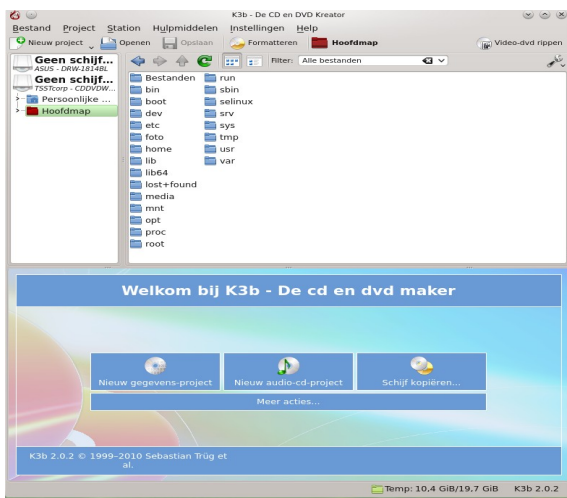 K3b - De CD en DVD Kreator
Bestand Project Station Hulpmiddelen Instellingen Help
Nieuw project Openen Opslaan Formatteren Hoofdmap Video-dvd rippen
Geen schijf...
ASUS - DRW-1814BL
Geen schijf...
TSSTcorp - CDDVDW...
Persoonlijke ...
Hoofdmap
Filter: Alle bestanden
Bestanden
bin
boot
dev
etc
foto
home
lib
lib64
lost+found
media
mnt
opt
proc
root
run
sbin
selinux
srv
sys
tmp
usr
var
Welkom bij K3b - De cd en dvd maker
Nieuw gegevens-project Nieuw audio-cd-project Schijf kopiëren...
Meer acties...
K3b 2.0.2 © 1999-2010 Sebastian Trüg et
al.
Temp: 10,4 GiB/19,7 GiB K3b 2.0.2